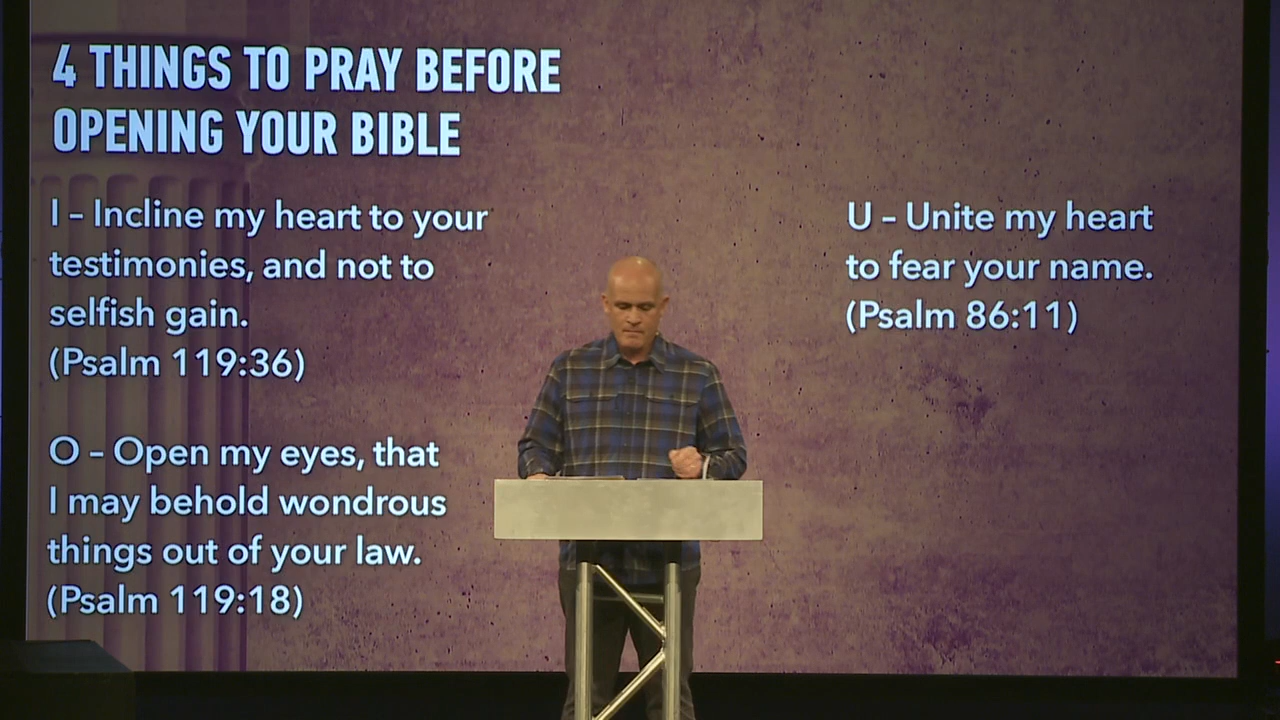 4 THINGS TO PRAY BEFORE
OPENING YOUR BIBLE
I – Incline my heart to your
testimonies, and not to
selfish gain.
(Psalm 119:36)
O – Open my eyes, that
I may behold wondrous
things out of your law.
(Psalm 119:18)
U – Unite my heart
to fear your name.
(Psalm 86:11)